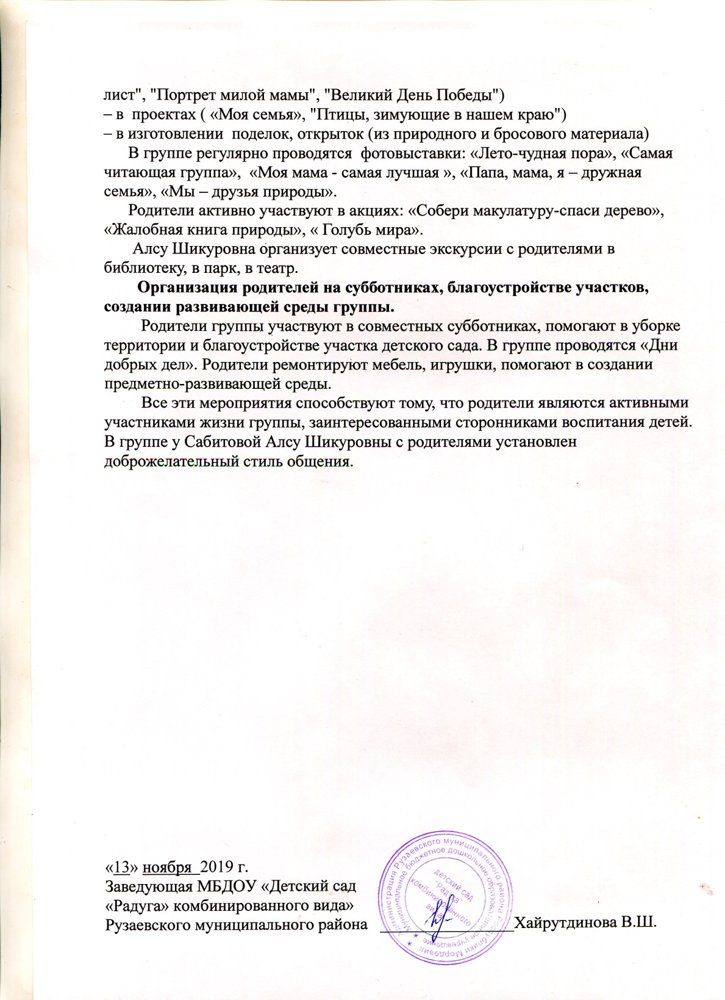 лист", "Портрет милой мамы", "Великий День Победы")
– в  проектах ( «Моя семья», "Птицы, зимующие в нашем краю")
– в изготовлении  поделок, открыток (из природного и бросового материала)
В группе регулярно проводятся  фотовыставки: «Лето-чудная пора», «Самая
читающая группа»,  «Моя мама - самая лучшая », «Папа, мама, я – дружная
семья», «Мы – друзья природы».
Родители активно участвуют в акциях: «Собери макулатуру-спаси дерево»,
«Жалобная книга природы», « Голубь мира».
Алсу Шикуровна организует совместные экскурсии с родителями в
библиотеку, в парк, в театр.
Организация родителей на субботниках, благоустройстве участков,
создании развивающей среды группы.
Родители группы участвуют в совместных субботниках, помогают в уборке
территории и благоустройстве участка детского сада. В группе проводятся «Дни
добрых дел». Родители ремонтируют мебель, игрушки, помогают в создании
предметно-развивающей среды.
Все эти мероприятия способствуют тому, что родители являются активными
участниками жизни группы, заинтересованными сторонниками воспитания детей.
В группе у Сабитовой Алсу Шикуровны с родителями установлен
доброжелательный стиль общения.
«13» ноября 2019 г.
Заведующая МБДОУ «Детский сад
«Радуга» комбинированного вида»
Рузаевского муниципального района ________________Хайрутдинова В.Ш.
Администрация Рузаевского муниципального района Республики Мордовия
Муниципальное бюджетное дошкольное образовательное учреждение
детский сад
"Радуга"
комбинированного
вида